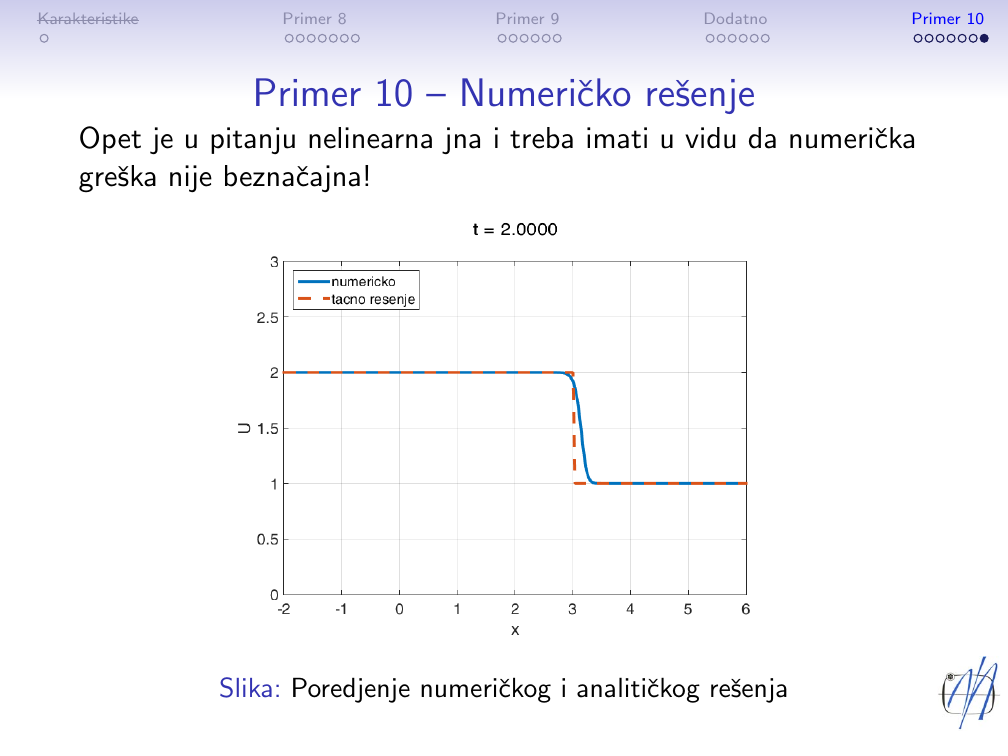 Karakteristike Primer 8 Primer 9 Dodatno Primer 10
Primer 10 – Numeričko rešenje
Opet je u pitanju nelinearna jna i treba imati u vidu da numerička
greška nije beznačajna!
t = 2.0000
3
2.5
2
1.5
1
0.5
0
U
numericko
tacno resenje
-2 -1 0 1 2 3 4 5 6
x
Slika: Poredjenje numeričkog i analitičkog rešenja